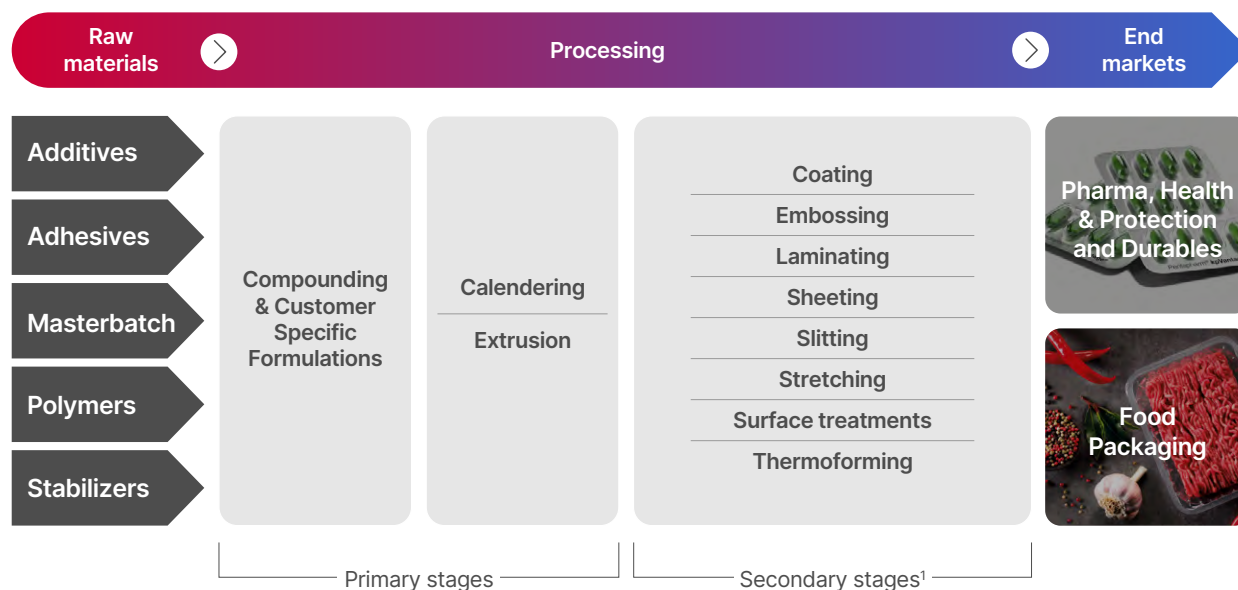 Raw
materials
Processing
End
markets
Additives
Adhesives
Masterbatch
Polymers
Stabilizers
Compounding
& Customer
Specific
Formulations
Calendering
Extrusion
Coating
Embossing
Laminating
Sheeting
Slitting
Stretching
Surface treatments
Thermoforming
Pharma, Health
& Protection
and Durables
Food
Packaging
Primary stages
Secondary stages¹